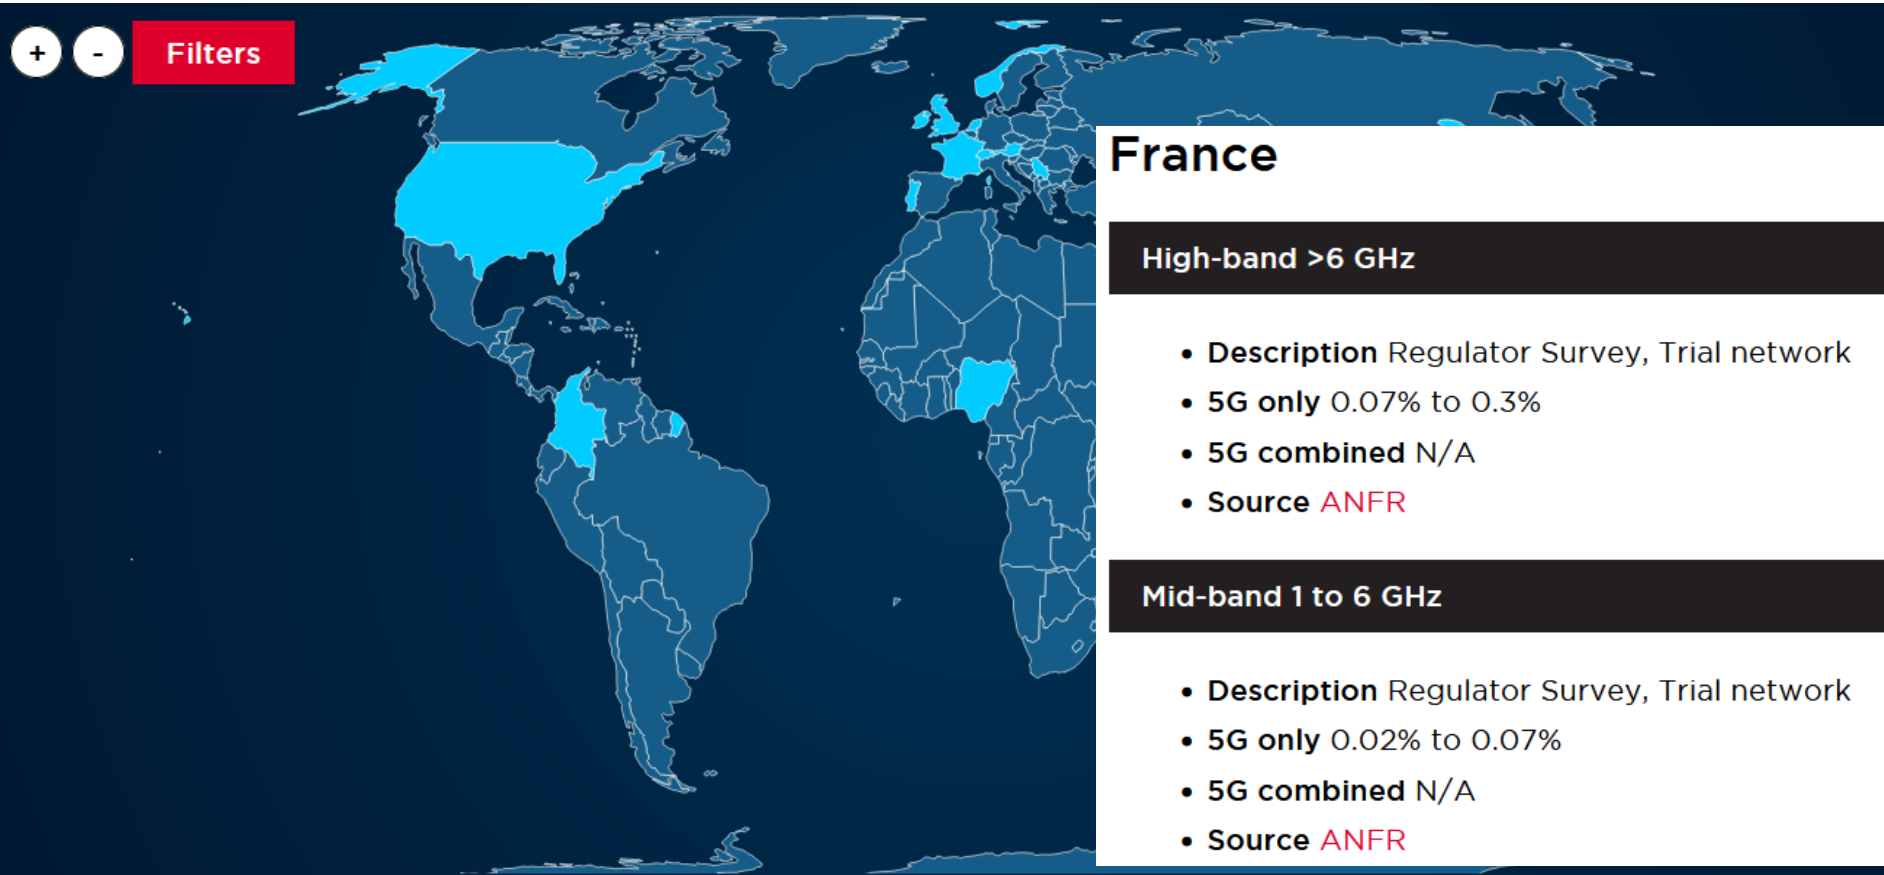 + - Filters
France
High-band >6 GHz
• Description Regulator Survey, Trial network
• 5G only 0.07% to 0.3%
• 5G combined N/A
• Source ANFR
Mid-band 1 to 6 GHz
• Description Regulator Survey, Trial network
• 5G only 0.02% to 0.07%
• 5G combined N/A
• Source ANFR